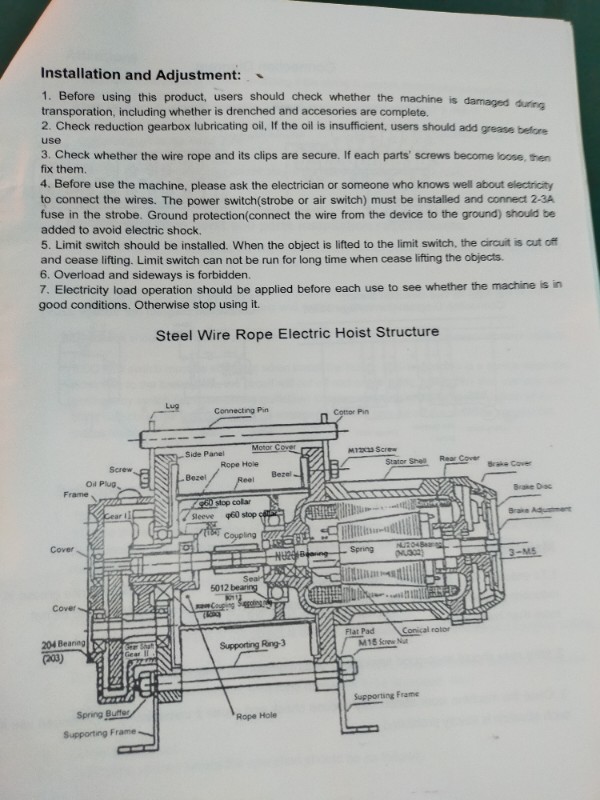 Installation and Adjustment:
1. Before using this product, users should check whether the machine is damaged during
transporation, including whether is drenched and accesories are complete.
2. Check reduction gearbox lubricating oil, If the oil is insufficient, users should add grease before
use
3. Check whether the wire rope and its clips are secure. If each parts' screws become loose, then
fix them.
4. Before use the machine, please ask the electrician or someone who knows well about electricity
to connect the wires. The power switch(strobe or air switch) must be installed and connect 2-3A
fuse in the strobe. Ground protection(connect the wire from the device to the ground) should be
added to avoid electric shock.
5. Limit switch should be installed. When the object is lifted to the limit switch, the circuit is cut off
and cease lifting. Limit switch can not be run for long time when cease lifting the objects.
6. Overload and sideways is forbidden.
7. Electricity load operation should be applied before each use to see whether the machine is in
good conditions. Otherwise stop using it.
Steel Wire Rope Electric Hoist Structure
Lug
Connecting Pin
Cotter Pin
Side Panel
Motor Cover
M12X35 Screw
Stator Shell
Rear Cover
Brake Cover
Screw
Rope Hole
Bezel
Reel
Bezel
Oil Plug
Brake Disc
Frame
φ60 stop collar
Gear I
Sleeve
φ60 stop collar
Brake Adjustment
Coupling
Cover
NU204 Bearing
Spring
NU204 Bearing
(NU302)
3-M5
Seal
5012 bearing
Coupling
Supporting ring
Cover
204 Bearing
(203)
Gear Shaft
Gear II
Supporting Ring-3
Flat Pad
Conical rotor
M16 Screw Nut
Supporting Frame
Spring Buffer
Rope Hole
Supporting Frame